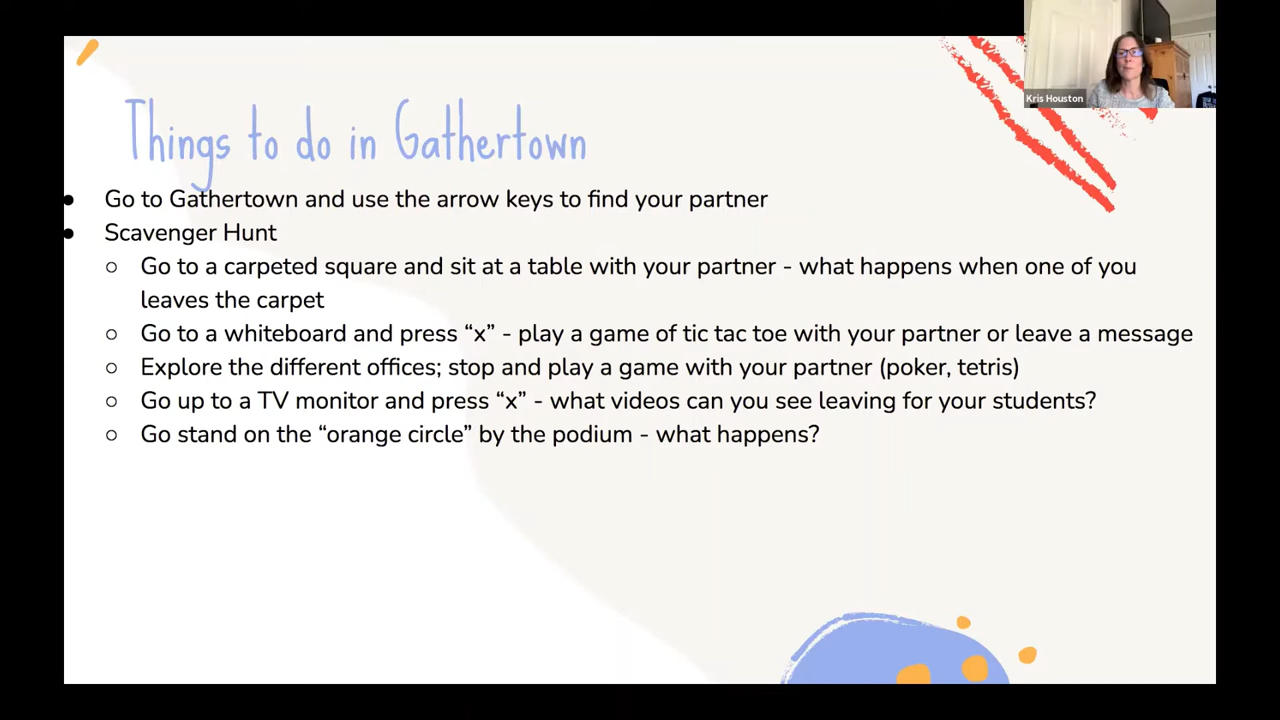 Kris Houston
Things to do in Gathertown
● Go to Gathertown and use the arrow keys to find your partner
● Scavenger Hunt
○ Go to a carpeted square and sit at a table with your partner - what happens when one of you
leaves the carpet
○ Go to a whiteboard and press “x” - play a game of tic tac toe with your partner or leave a message
○ Explore the different offices; stop and play a game with your partner (poker, tetris)
○ Go up to a TV monitor and press “x” - what videos can you see leaving for your students?
○ Go stand on the “orange circle” by the podium - what happens?